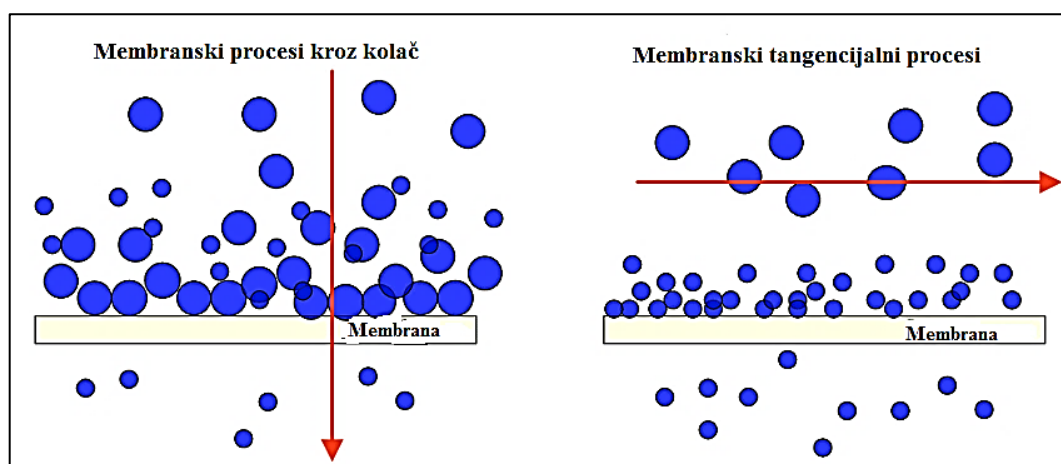 Membranski procesi kroz kolač
Membranski tangencijalni procesi
Membrana
Membrana